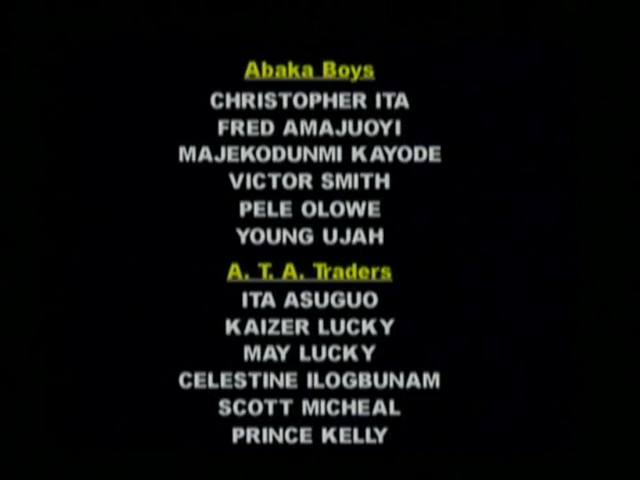 Abaka Boys
CHRISTOPHER ITA
FRED AMAJUOYI
MAJEKODUNMI KAYODE
VICTOR SMITH
PELE OLOWE
YOUNG UJAH
A. T. A. Traders
ITA ASUGUO
KAIZER LUCKY
MAY LUCKY
CELESTINE ILOGBUNAM
SCOTT MICHEAL
PRINCE KELLY